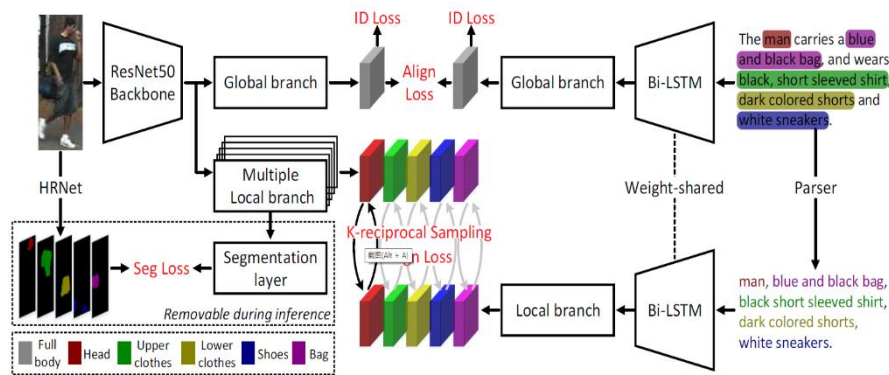 ID Loss
ID Loss
ResNet50
Backbone
Global branch
Align
Loss
Global branch
Bi-LSTM
The man carries a blue
and black bag, and wears
black, short sleeved shirt,
dark colored shorts and
white sneakers.
HRNet
Multiple
Local branch
Weight-shared
Parser
K-reciprocal Sampling
截图(Alt + A)
Loss
Seg Loss
Segmentation
layer
Removable during inference
Local branch
Bi-LSTM
man, blue and black bag,
black short sleeved shirt,
dark colored shorts,
white sneakers.
Full
body
Head
Upper
clothes
Lower
clothes
Shoes
Bag